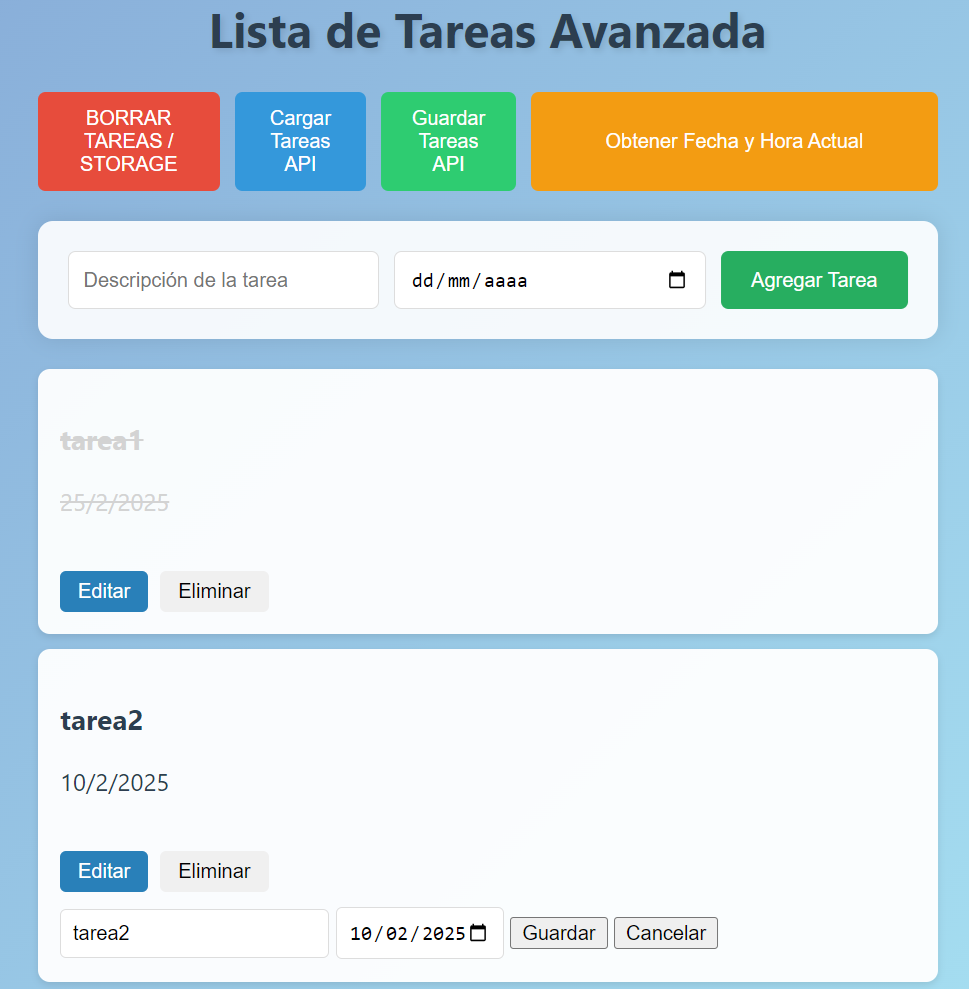 Lista de Tareas Avanzada
BORRAR
TAREAS /
STORAGE
Cargar
Tareas
API
Guardar
Tareas
API
Obtener Fecha y Hora Actual
Descripción de la tarea
dd/mm/aaaa
Agregar Tarea
tarea1
25/2/2025
Editar
Eliminar
tarea2
10/2/2025
Editar
Eliminar
tarea2
10/02/2025
Guardar
Cancelar